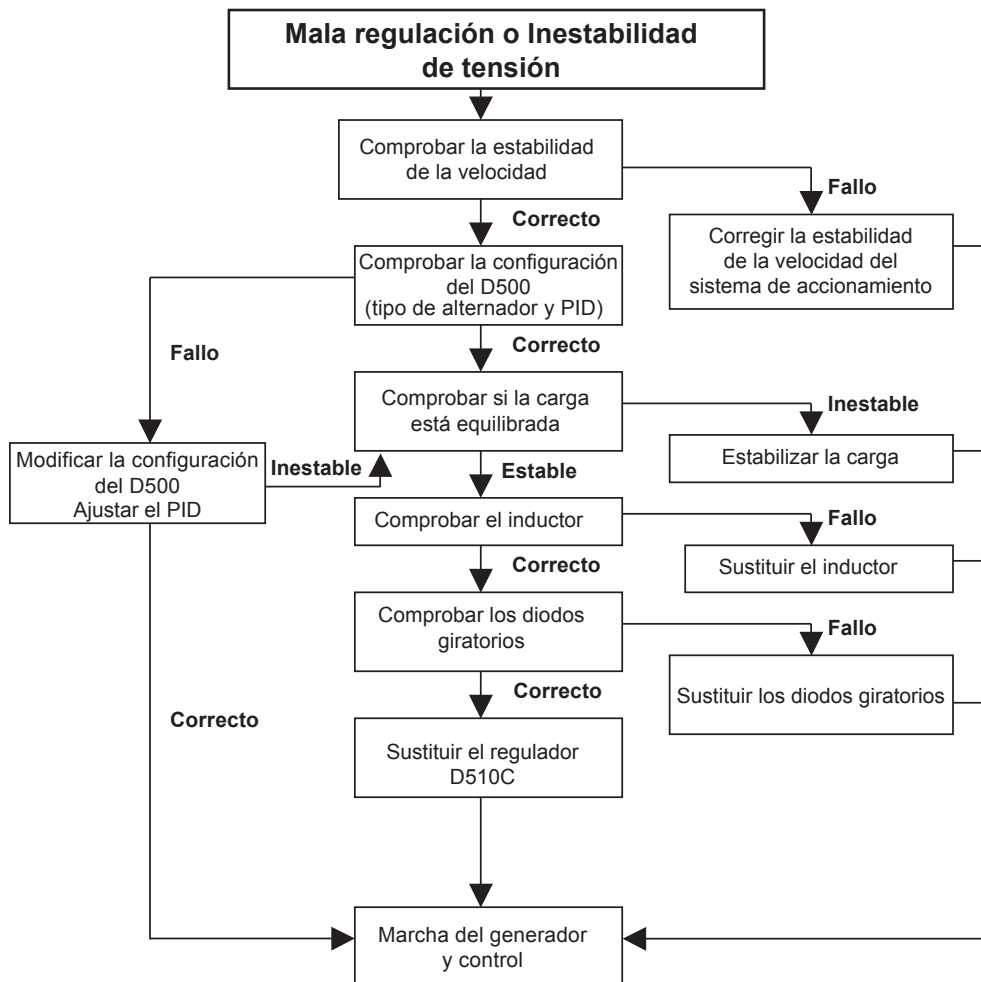 Mala regulación o Inestabilidad
de tensión
Comprobar la estabilidad
de la velocidad
Fallo
Correcto
Corregir la estabilidad
de la velocidad del
sistema de accionamiento
Comprobar la configuración
del D500
(tipo de alternador y PID)
Fallo
Correcto
Comprobar si la carga
está equilibrada
Inestable
Estabilizar la carga
Modificar la configuración
del D500
Ajustar el PID
Inestable
Estable
Comprobar el inductor
Fallo
Sustituir el inductor
Correcto
Comprobar los diodos
giratorios
Fallo
Sustituir los diodos giratorios
Correcto
Correcto
Sustituir el regulador
D510C
Marcha del generador
y control